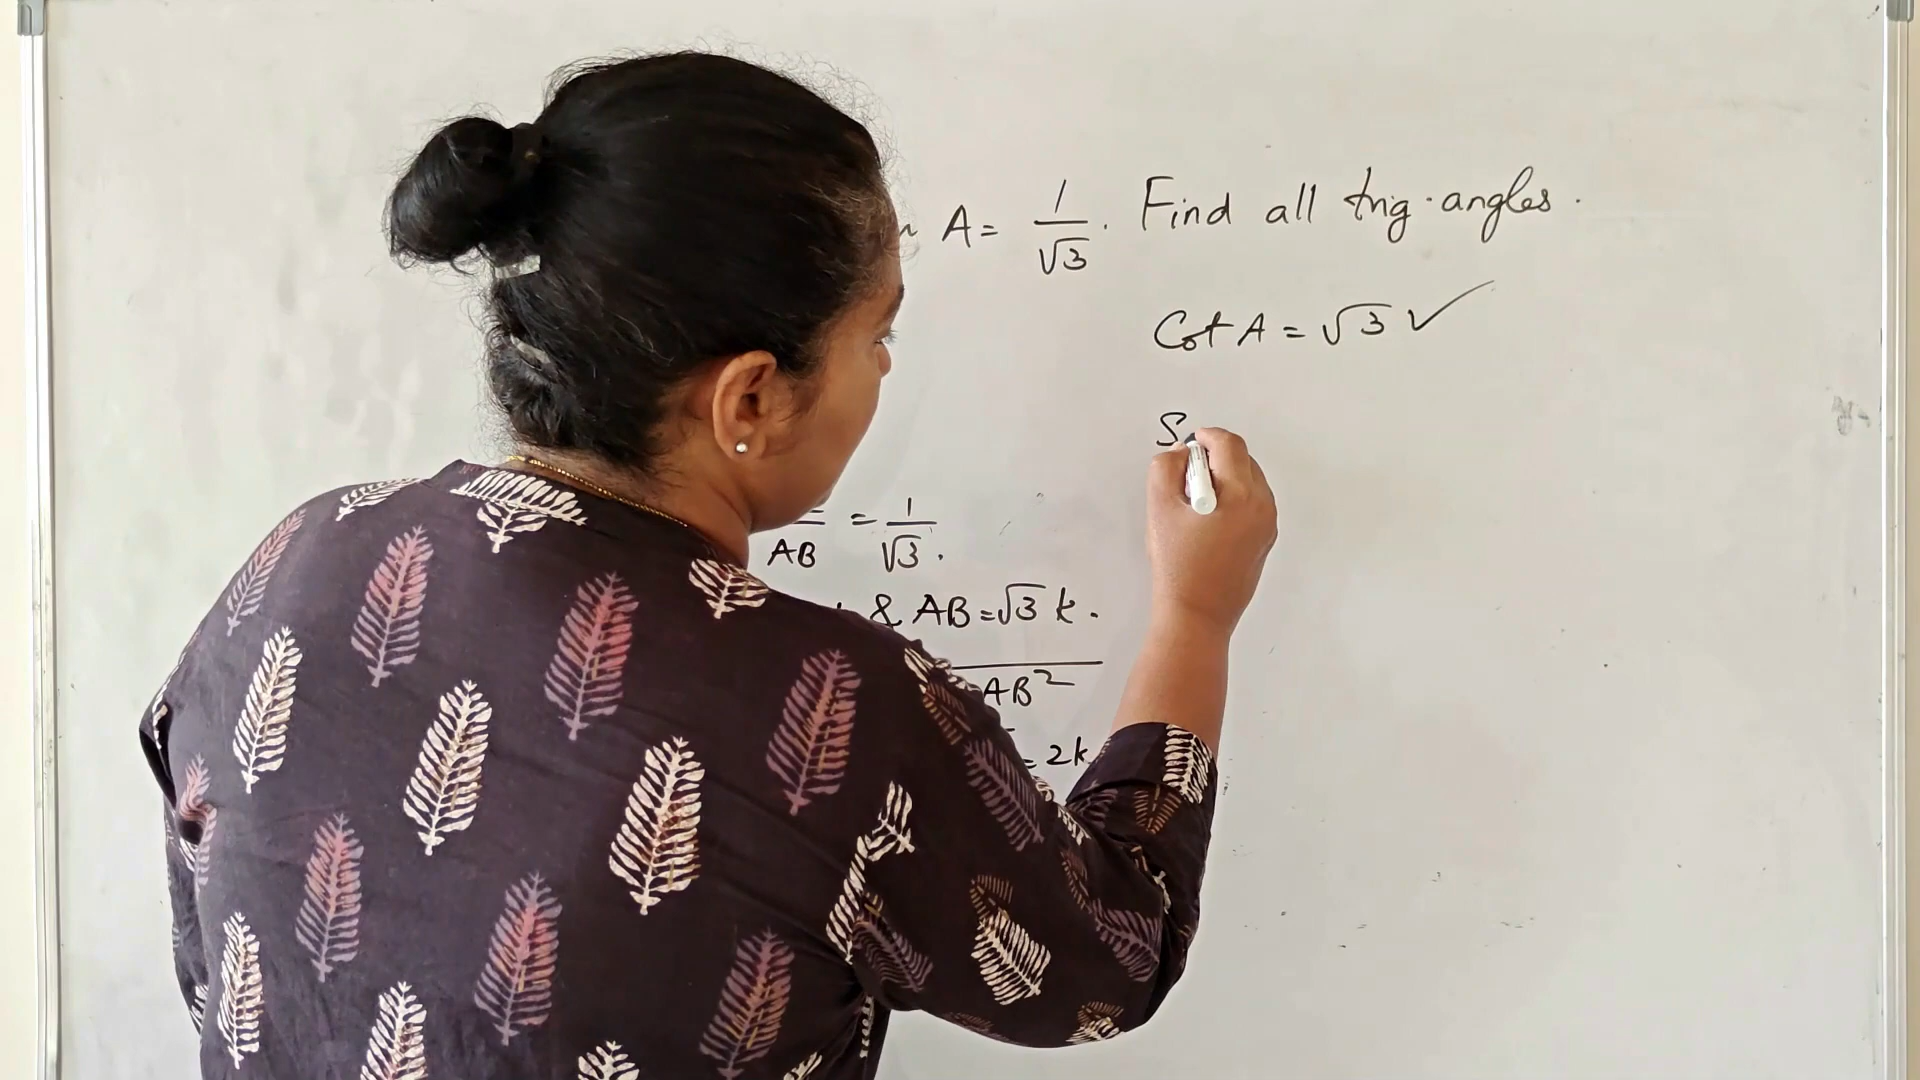 A = 1/√3. Find all trig. angles.
Cot A = √3 ✓
S
AB = 1/√3.
& AB = √3 k.
AB²
= 2k